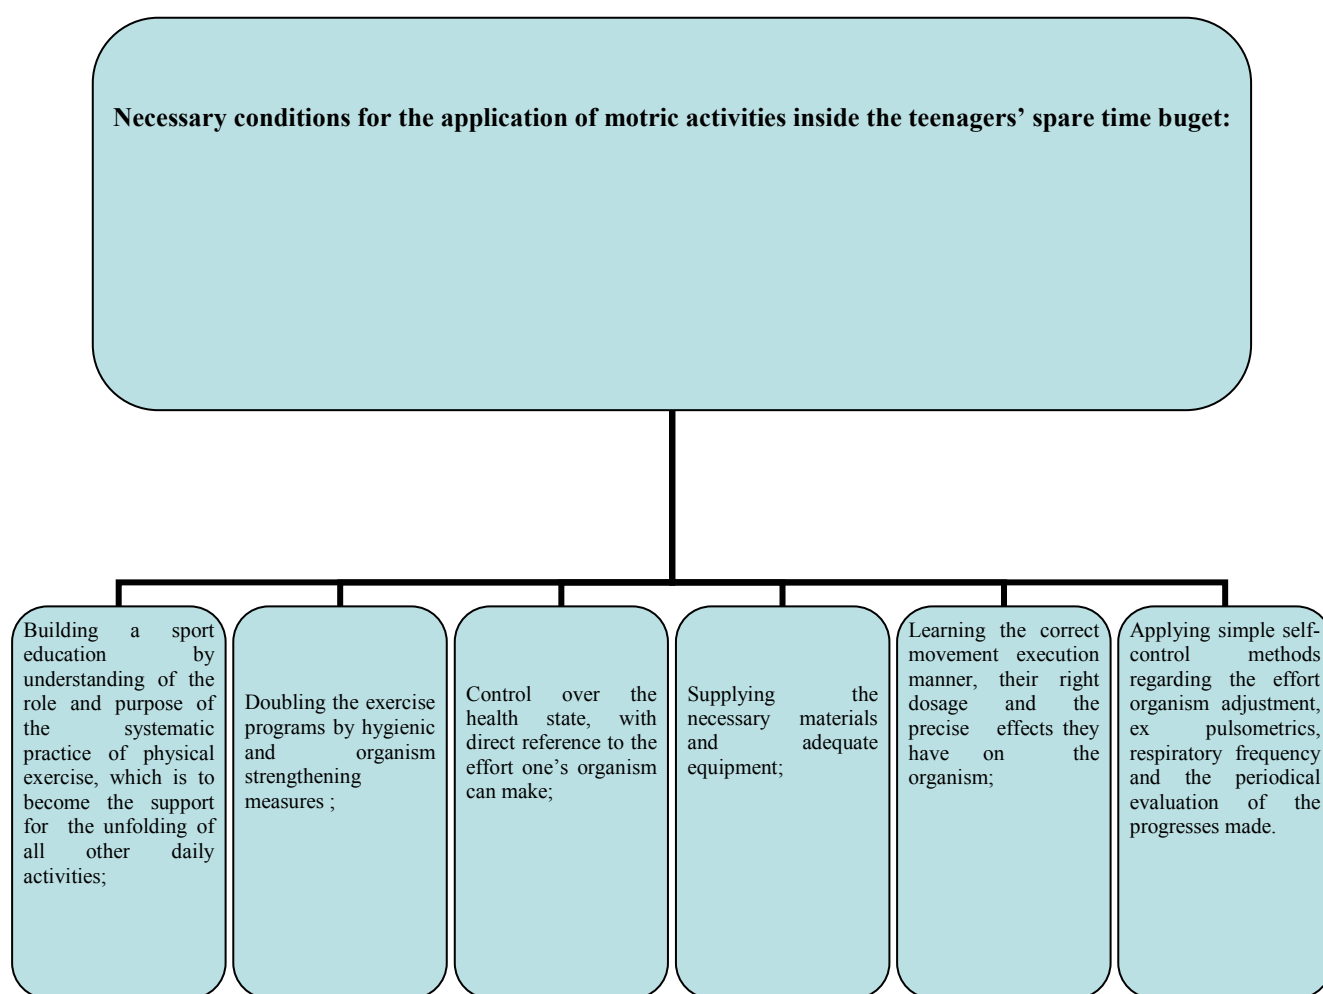 Necessary conditions for the application of motric activities inside the teenagers’ spare time buget:
Building a sport
education by
understanding of the
role and purpose of
the systematic
practice of physical
exercise, which is to
become the support
for the unfolding of
all other daily
activities;
Doubling the exercise
programs by hygienic
and organism
strengthening
measures ;
Control over the
health state, with
direct reference to the
effort one’s organism
can make;
Supplying the
necessary materials
and adequate
equipment;
Learning the correct
movement execution
manner, their right
dosage and the
precise effects they
have on the
organism;
Applying simple self-
control methods
regarding the effort
organism adjustment,
ex pulsometrics,
respiratory frequency
and the periodical
evaluation of the
progresses made.